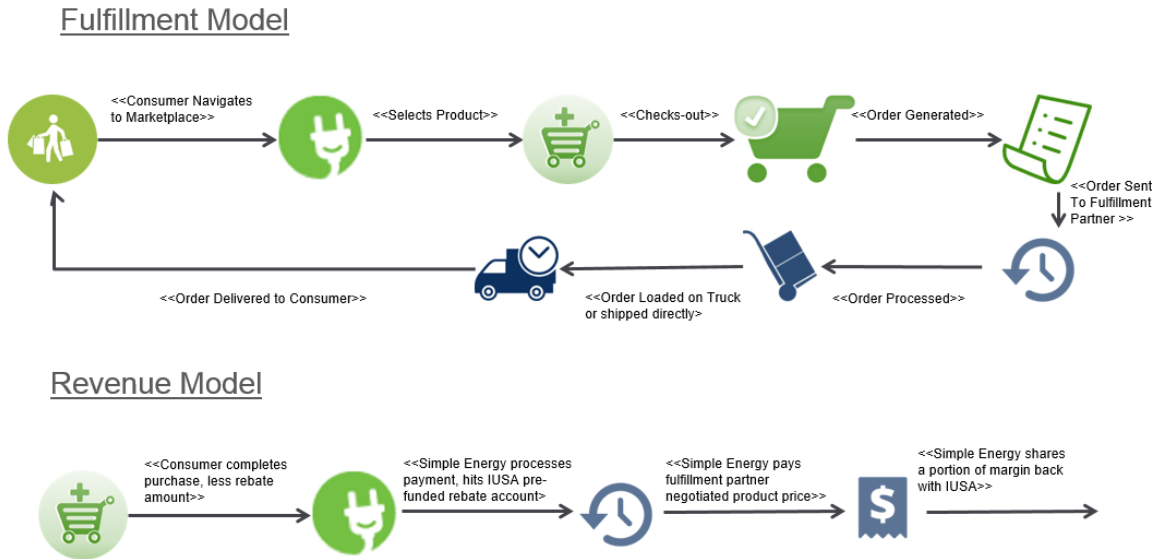 Fulfillment Model
<<Consumer Navigates
to Marketplace>>
<<Selects Product>>
<<Checks-out>>
<<Order Generated>>
<<Order Sent
To Fulfillment
Partner >>
<<Order Processed>>
<<Order Loaded on Truck
or shipped directly>
<<Order Delivered to Consumer>>
Revenue Model
<<Consumer completes
purchase, less rebate
amount>>
<<Simple Energy processes
payment, hits IUSA pre-
funded rebate account>
<<Simple Energy pays
fulfillment partner
negotiated product price>>
$
<<Simple Energy shares
a portion of margin back
with IUSA>>